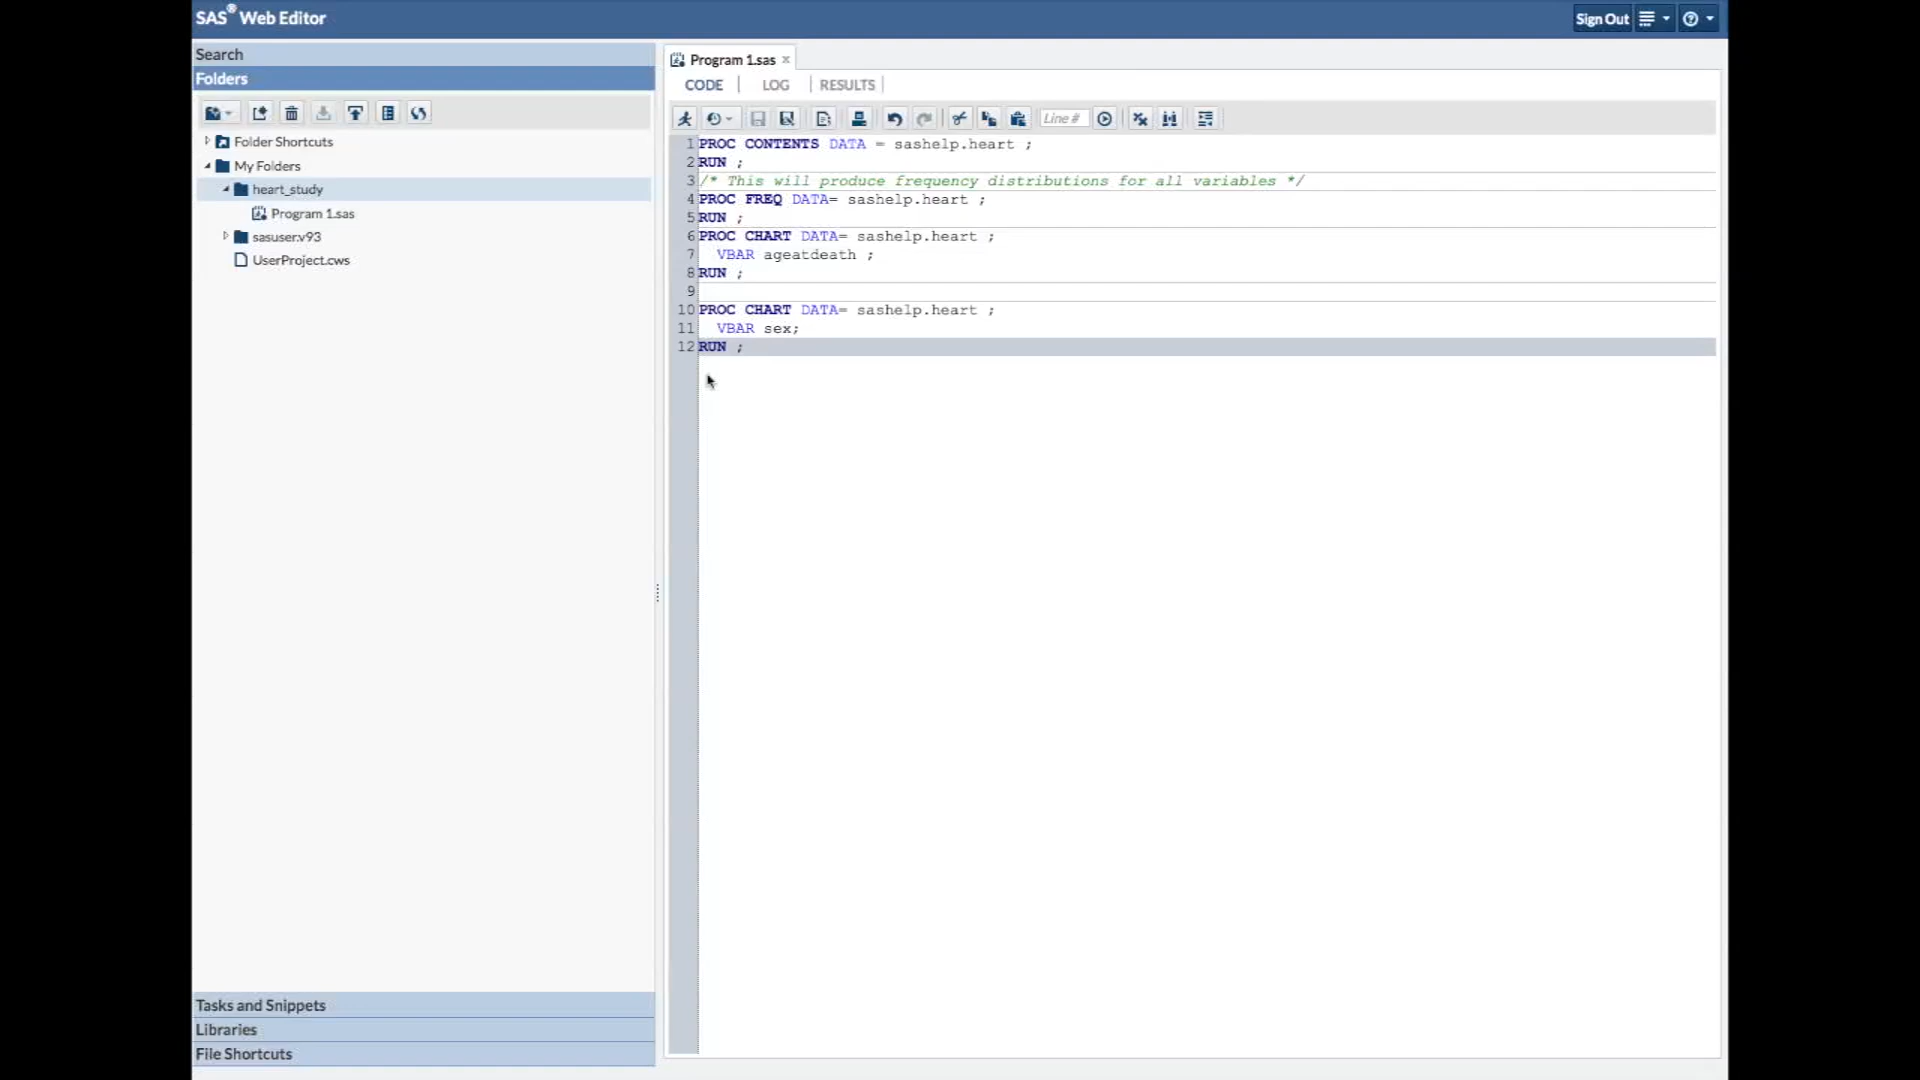 SAS® Web Editor
Sign Out
Search
Folders
Folder Shortcuts
My Folders
heart_study
Program 1.sas
sasuser.v93
UserProject.cws
Tasks and Snippets
Libraries
File Shortcuts
Program 1.sas
CODE LOG RESULTS
Line #
1 PROC CONTENTS DATA = sashelp.heart ;
2 RUN ;
3 /* This will produce frequency distributions for all variables */
4 PROC FREQ DATA= sashelp.heart ;
5 RUN ;
6 PROC CHART DATA= sashelp.heart ;
7 VBAR ageatdeath ;
8 RUN ;
9
10 PROC CHART DATA= sashelp.heart ;
11 VBAR sex;
12 RUN ;